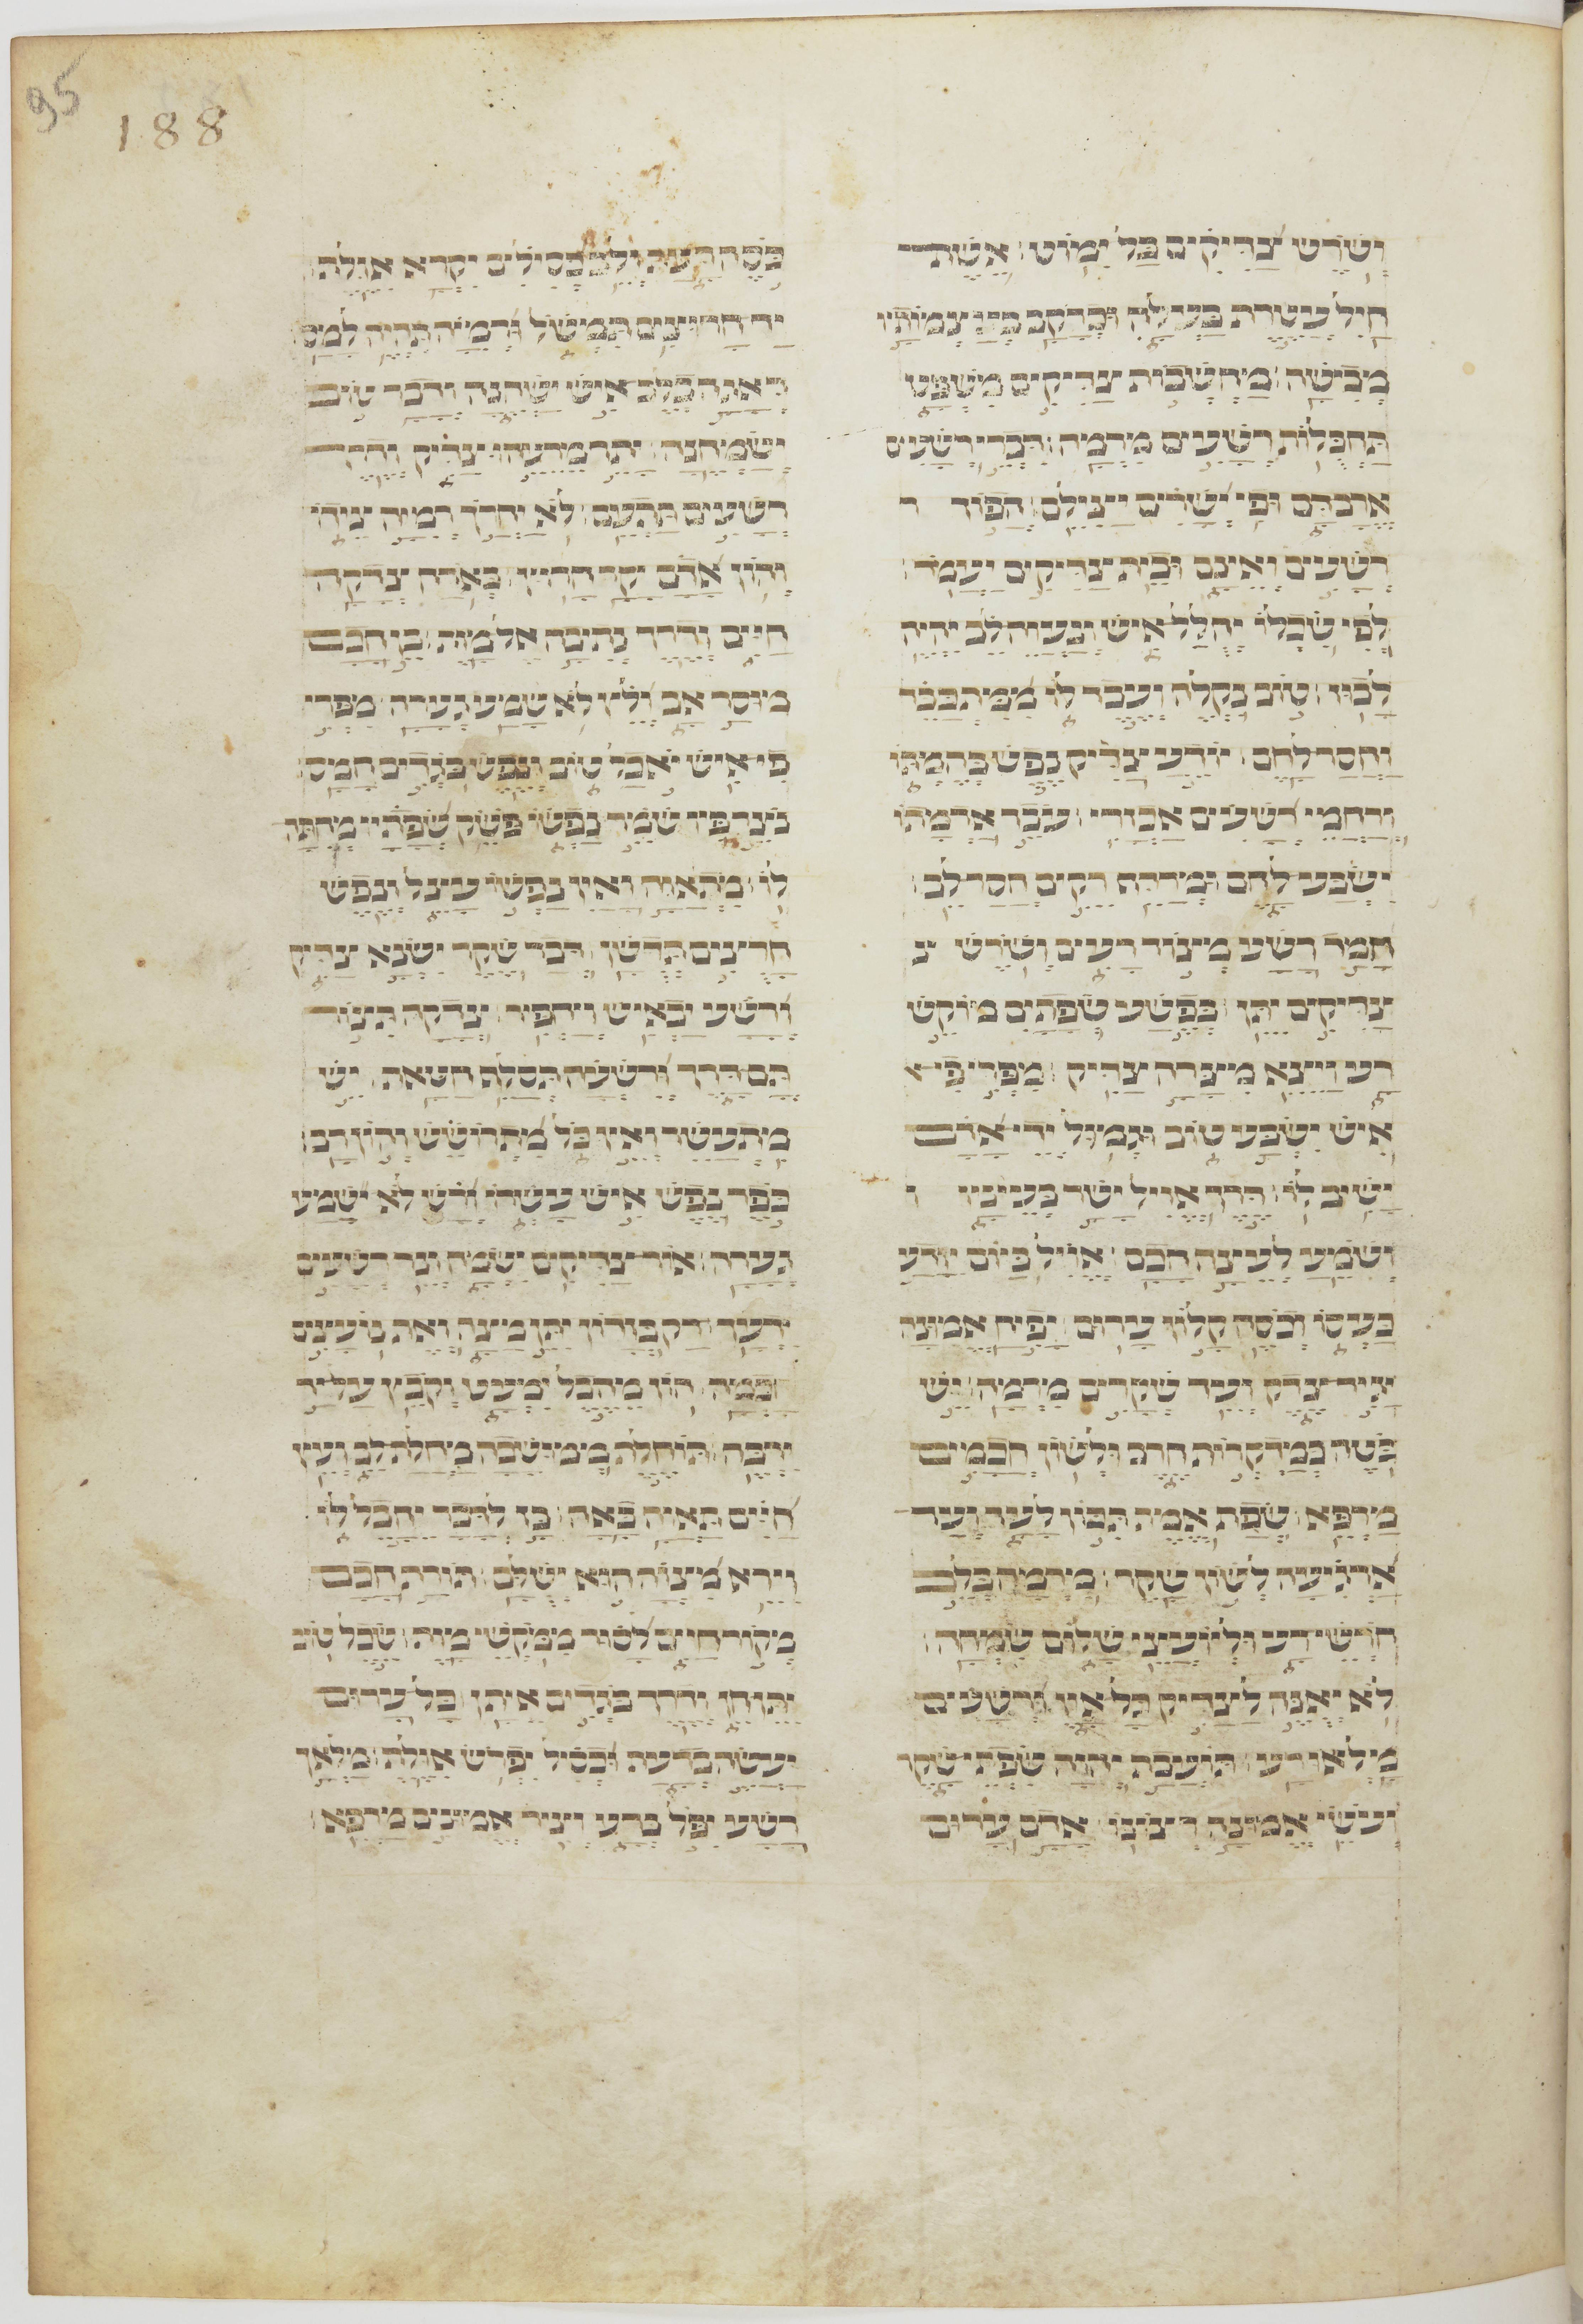 95
188
ושרש צדיקים בל ימוט אשת
חיל עטרת בעלה וכרקב בעצמותיו
מבישה מחשבות צדיקים משפט
תחבלות רשעים מרמה דברי רשעים
ארב דם ופי ישרים יצילם הפוך ר
רשעים ואינם ובית צדיקים יעמד
לפי שכלו יהלל איש ונעוה לב יהיה
לבוז טוב נקלה ועבד לו ממתכבד
וחסר לחם יודע צדיק נפש בהמתו
ורחמי רשעים אכזרי עבד אדמתו
ישבע לחם ומרדף רקים חסר לב
חמד רשע מצוד רעים ושרש צ
צדיקים יתן בפשע שפתים מוקש
רע ויצא מצרה צדיק מפרי פי
איש ישבע טוב וגמול ידי אדם
ישיב לו דרך אויל ישר בעיניו
ושמע לעצה חכם אויל ביום יודע
כעסו וכסה קלון ערום יפיח אמונה
יגיד צדק ועד שקרים מרמה יש
בטה כמדקרות חרב ולשון חכמים
מרפא שפת אמת תכון לעד ועד
ארגיעה לשון שקר מרמה בלב
חרשי רע וליועצי שלום שמחה
לא יאנה לצדיק כל און ורשעים
מלאו רע תועבת יהוה שפתי שקר
ועשי אמונה רצונו אדם ערום
כסה דעת ולב כסילים יקרא אולת
יד חרוצים תמשול ורמיה תהיה למס
דאגה בלב איש ישחנה ודבר טוב
ישמחנה יתר מרעהו צדיק ודרך
רשעים תתעם לא יחרך רמיה צידו
והון אדם יקר חרוץ בארח צדקה
חיים ודרך נתיבה אל מות בן חכם
מוסר אב ולץ לא שמע גערה מפרי
פי איש יאכל טוב ונפש בגדים חמס
נצר פיו שמר נפשו פשק שפתיו מחתה
לו מתאוה ואין נפשו עצל ונפש
חרצים תדשן דבר שקר ישנא צדיק
ורשע יבאיש ויחפיר צדקה תצר
תם דרך ורשעה תסלף חטאת יש
מתעשר ואין כל מתרושש והון רב
כפר נפש איש עשרו ורש לא שמע
גערה אור צדיקים ישמח ונר רשעים
ידעך רק בזדון יתן מצה ואת נועצים
חכמה הון מהבל ימעט וקבץ על יד
ירבה תוחלת ממשכה מחלה לב ועץ
חיים תאוה באה בז לדבר יחבל לו
וירא מצוה הוא ישלם תורת חכם
מקור חיים לסור ממקשי מות שכל טוב
יתן חן ודרך בגדים איתן כל ערום
יעשה בדעת וכסיל יפרש אולת מלאך
רשע יפל ברע וציר אמונים מרפא